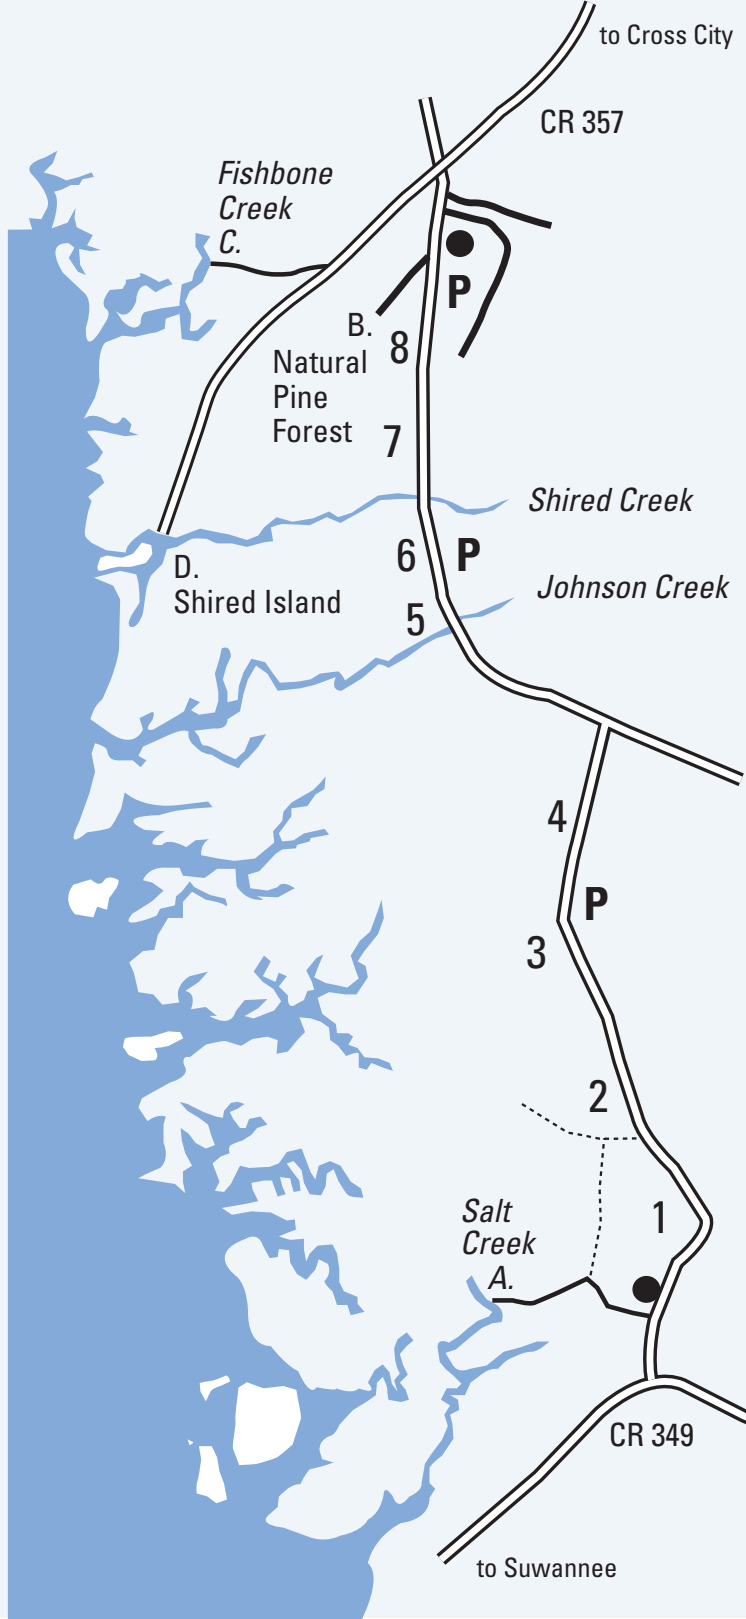 to Cross City
CR 357
Fishbone
Creek
C.
P
B.
8
Natural
Pine
Forest
7
Shired Creek
6
P
D.
Shired Island
Johnson Creek
5
4
P
3
2
1
Salt
Creek
A.
CR 349
to Suwannee